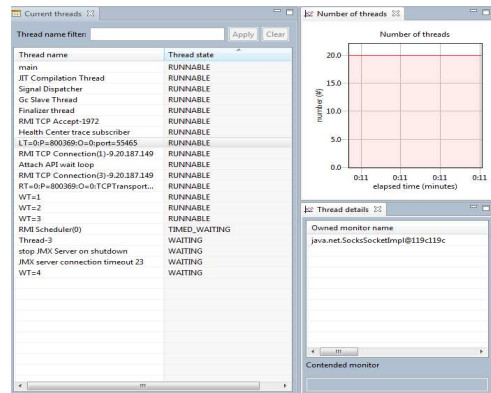 Current threads
Thread name filter:
Apply
Clear
Thread name Thread state
main RUNNABLE
JIT Compilation Thread RUNNABLE
Signal Dispatcher RUNNABLE
Gc Slave Thread RUNNABLE
Finalizer thread RUNNABLE
RMI TCP Accept-1972 RUNNABLE
Health Center trace subscriber RUNNABLE
LT=0:P=800369:O=0:port=55465 RUNNABLE
RMI TCP Connection(1)-9.20.187.149 RUNNABLE
Attach API wait loop RUNNABLE
RMI TCP Connection(3)-9.20.187.149 RUNNABLE
RT=0:P=800369:O=0:TCPTransport... RUNNABLE
WT=1 RUNNABLE
WT=2 RUNNABLE
WT=3 RUNNABLE
RMI Scheduler(0) TIMED_WAITING
Thread-3 WAITING
stop JMX Server on shutdown WAITING
JMX server connection timeout 23 WAITING
WT=4 WAITING
Number of threads
Number of threads
number (#)
20.0
15.0
10.0
5.0
0.0
0:11 0:11 0:11 0:11
elapsed time (minutes)
Thread details
Owned monitor name
java.net.SocksSocketImpl@119c119c
Contended monitor